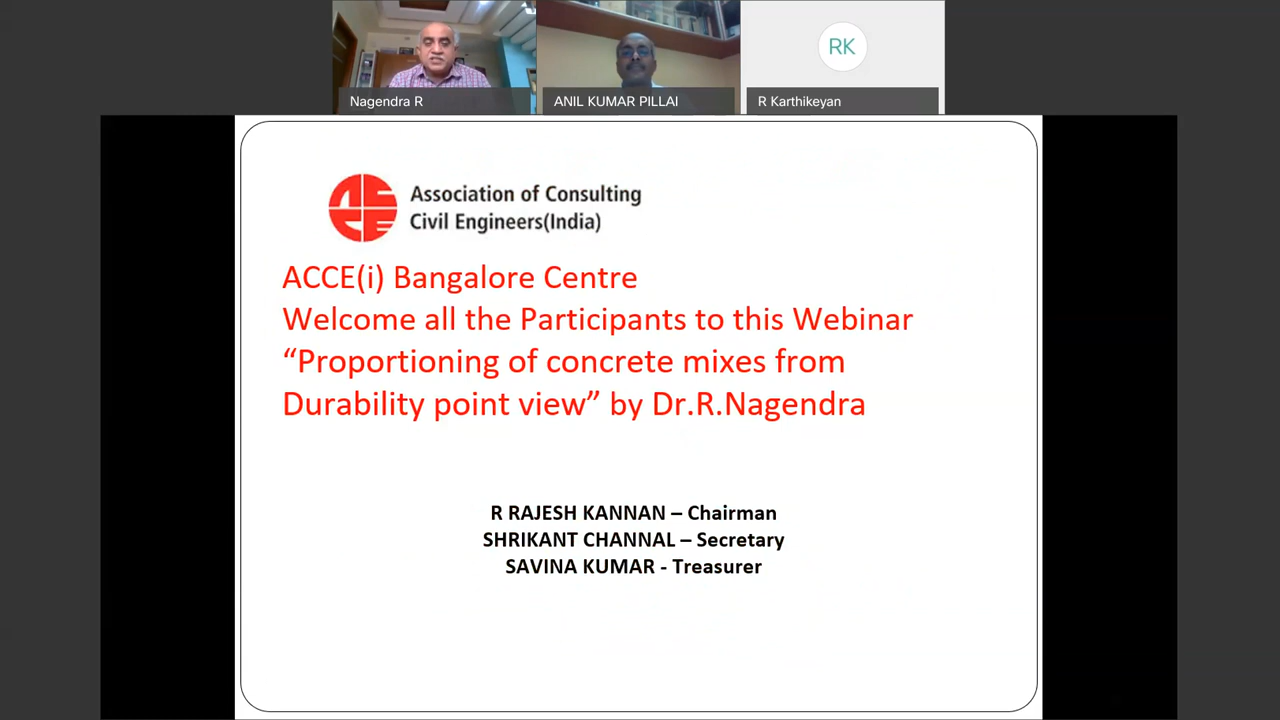 Nagendra R
ANIL KUMAR PILLAI
RK
R Karthikeyan
Association of Consulting
Civil Engineers(India)
ACCE(i) Bangalore Centre
Welcome all the Participants to this Webinar
“Proportioning of concrete mixes from
Durability point view” by Dr.R.Nagendra
R RAJESH KANNAN – Chairman
SHRIKANT CHANNAL – Secretary
SAVINA KUMAR - Treasurer